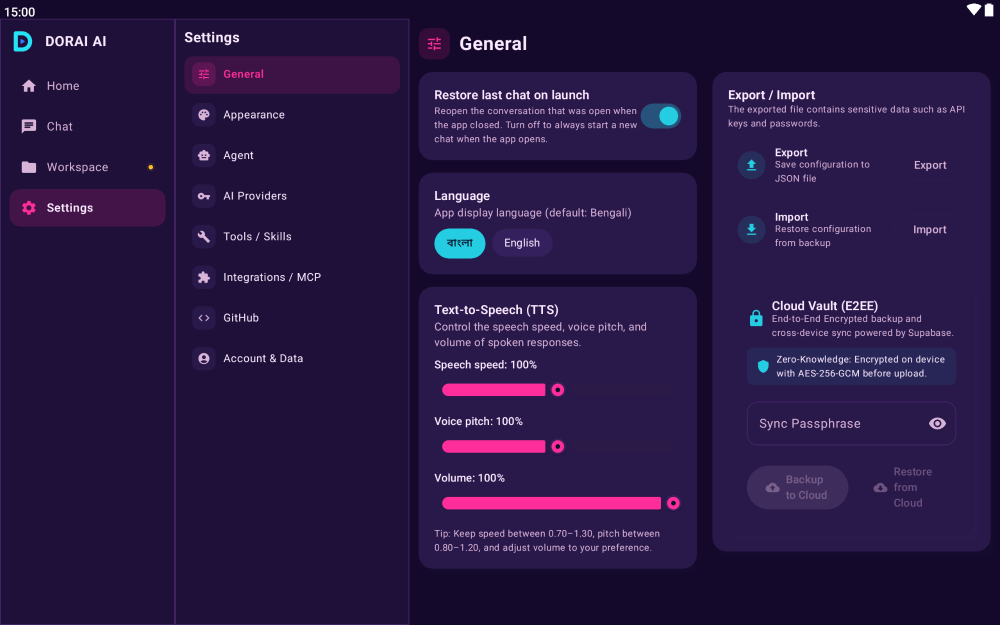 15:00
DORAI AI
Home
Chat
Workspace
Settings
Settings
General
Appearance
Agent
AI Providers
Tools / Skills
Integrations / MCP
GitHub
Account & Data
General
Restore last chat on launch
Reopen the conversation that was open when
the app closed. Turn off to always start a new
chat when the app opens.
Language
App display language (default: Bengali)
বাংলা
English
Text-to-Speech (TTS)
Control the speech speed, voice pitch, and
volume of spoken responses.
Speech speed: 100%
Voice pitch: 100%
Volume: 100%
Tip: Keep speed between 0.70–1.30, pitch between
0.80–1.20, and adjust volume to your preference.
Export / Import
The exported file contains sensitive data such as API
keys and passwords.
Export
Save configuration to
JSON file
Export
Import
Restore configuration
from backup
Import
Cloud Vault (E2EE)
End-to-End Encrypted backup and
cross-device sync powered by Supabase.
Zero-Knowledge: Encrypted on device
with AES-256-GCM before upload.
Sync Passphrase
Backup
to Cloud
Restore
from
Cloud